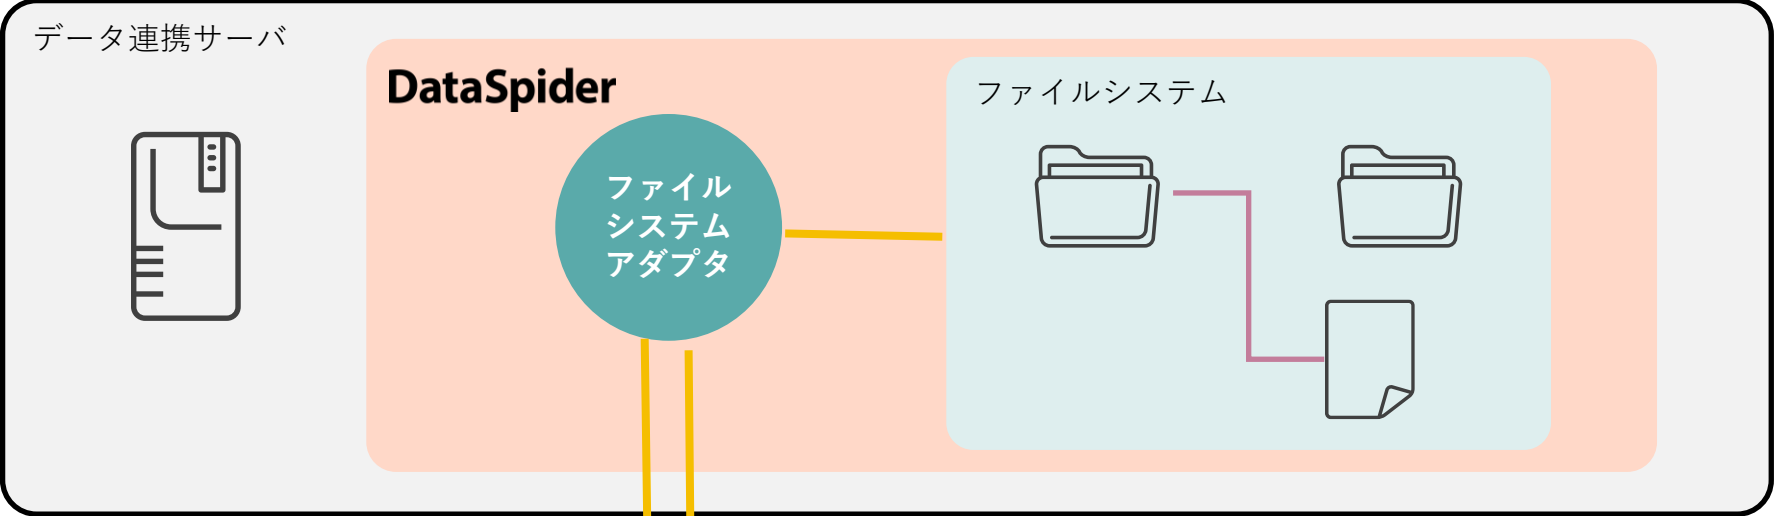 データ連携サーバ
DataSpider
ファイルシステム
ファイル
システム
アダプタ